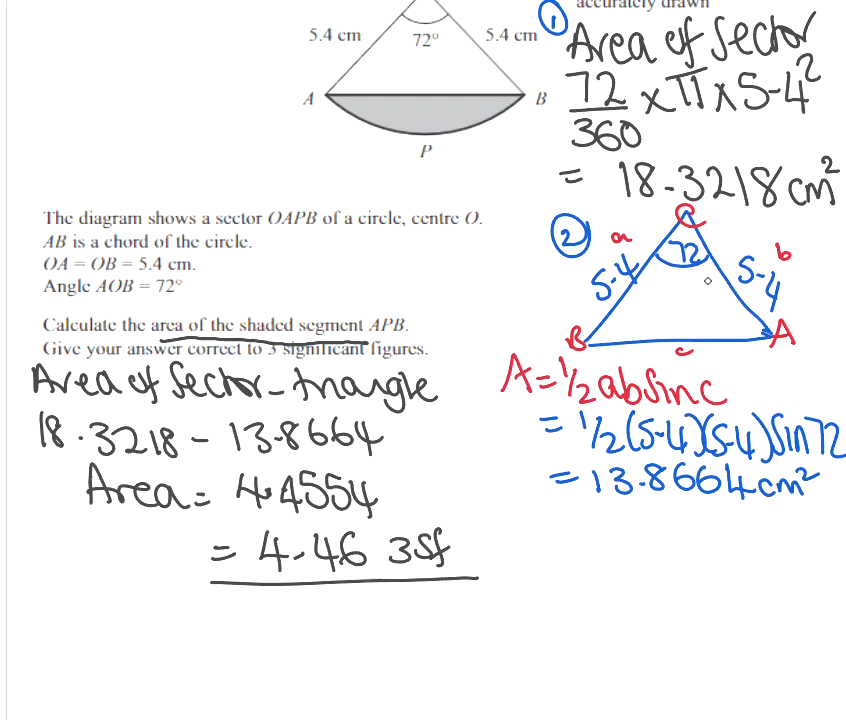 accurately drawn
5.4 cm
72°
5.4 cm
A
B
P
The diagram shows a sector OAPB of a circle, centre O.
AB is a chord of the circle.
OA = OB = 5.4 cm.
Angle AOB = 72°
Calculate the area of the shaded segment APB.
Give your answer correct to 3 significant figures.
Area of Sector - triangle
18.3218 - 13.8664
Area = 4.4554
= 4.46 3sf
1
Area of Sector
72/360 × π × 5.4²
= 18.3218 cm²
2
C
a
72
b
5.4
5.4
B
A
c
A = 1/2 ab Sin C
= 1/2 (5.4)(5.4) Sin 72
= 13.8664 cm²